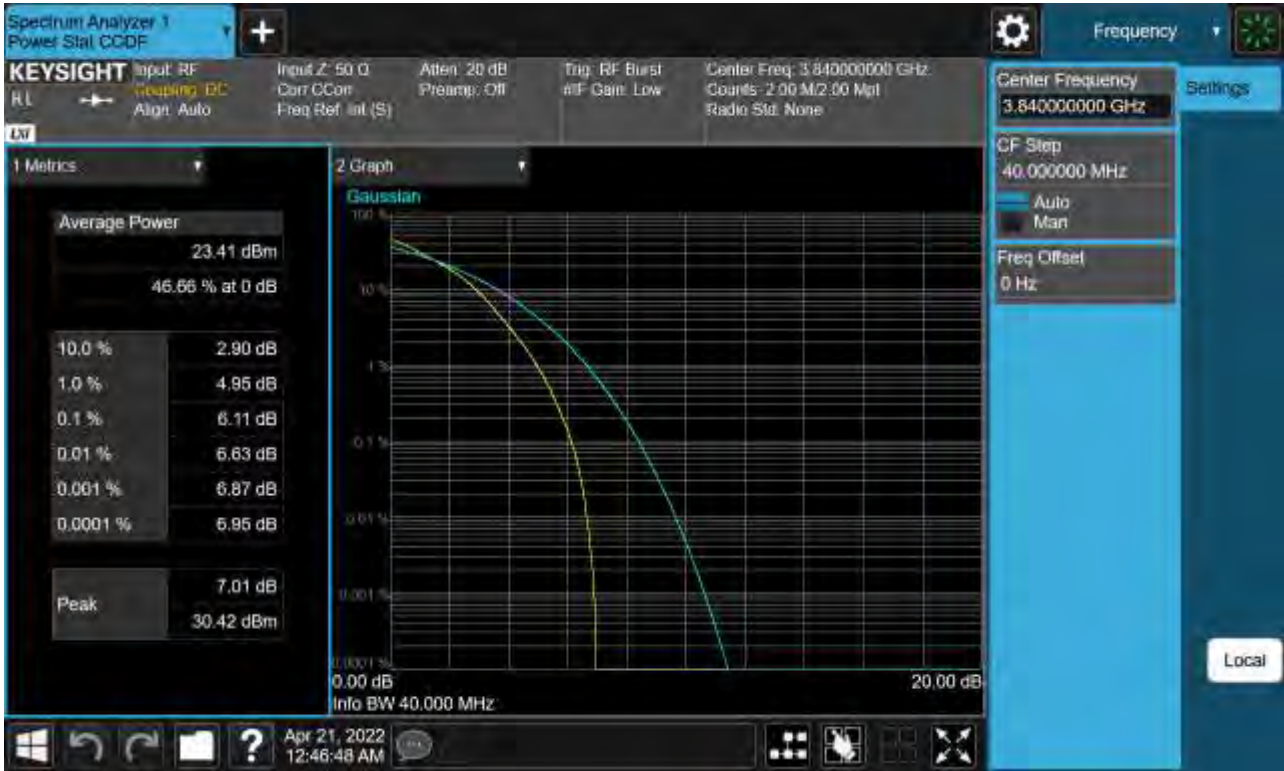 Spectrum Analyzer 1
Power Stat CCDF
+
Frequency
KEYSIGHT
RL
LXI
Input: RF
Coupling: DC
Align: Auto
Input Z: 50 Ω
Corr CCorr
Freq Ref: Int (S)
Atten: 20 dB
Preamp: Off
Trig: RF Burst
#IF Gain: Low
Center Freq: 3.840000000 GHz
Counts: 2.00 M/2.00 Mpt
Radio Std: None
Center Frequency
3.840000000 GHz
Settings
CF Step
40.000000 MHz
Auto
Man
Freq Offset
0 Hz
Local
1 Metrics
Average Power
23.41 dBm
46.66 % at 0 dB
10.0 % 2.90 dB
1.0 % 4.95 dB
0.1 % 6.11 dB
0.01 % 6.63 dB
0.001 % 6.87 dB
0.0001 % 6.95 dB
Peak
7.01 dB
30.42 dBm
2 Graph
Gaussian
100 %
10 %
1 %
0.1 %
0.01 %
0.001 %
0.0001 %
0.00 dB
20.00 dB
Info BW 40.000 MHz
?
Apr 21, 2022
12:46:48 AM